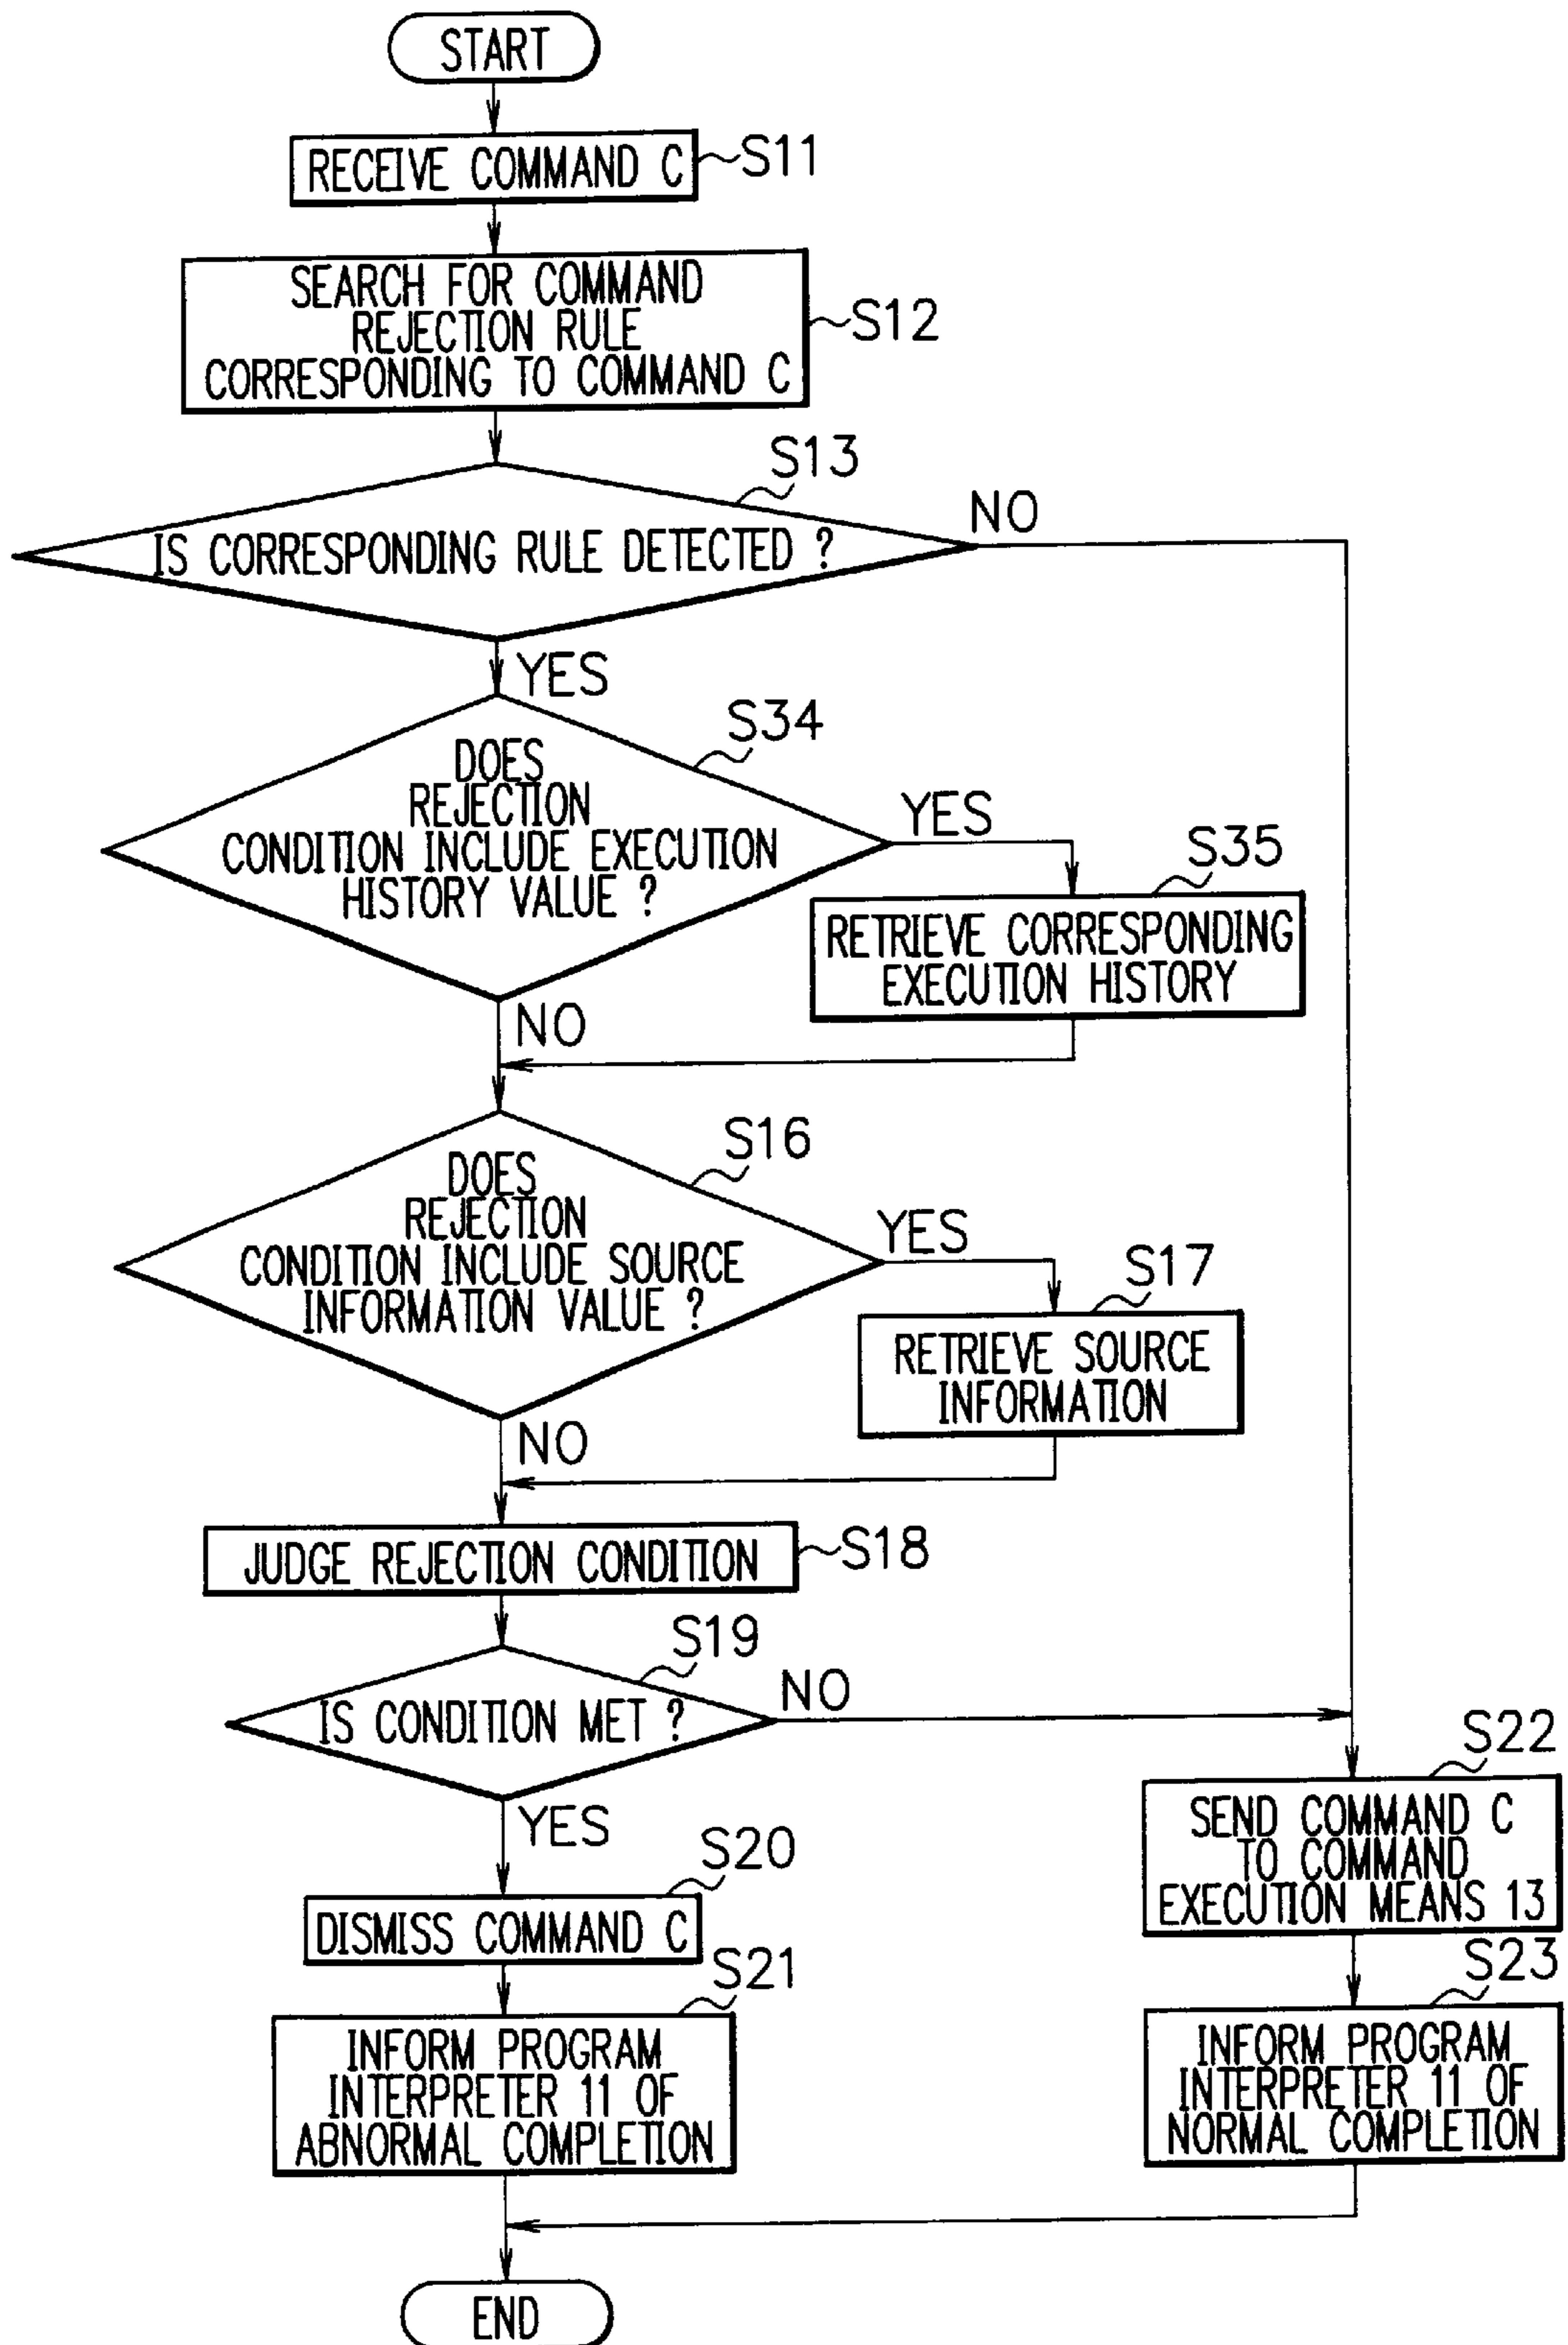 START
RECEIVE COMMAND C
S11
SEARCH FOR COMMAND
REJECTION RULE
CORRESPONDING TO COMMAND C
S12
S13
IS CORRESPONDING RULE DETECTED ?
NO
YES
S34
DOES
REJECTION
CONDITION INCLUDE EXECUTION
HISTORY VALUE ?
YES
S35
RETRIEVE CORRESPONDING
EXECUTION HISTORY
NO
S16
DOES
REJECTION
CONDITION INCLUDE SOURCE
INFORMATION VALUE ?
YES
S17
RETRIEVE SOURCE
INFORMATION
NO
JUDGE REJECTION CONDITION
S18
S19
IS CONDITION MET ?
NO
YES
S20
DISMISS COMMAND C
S21
INFORM PROGRAM
INTERPRETER 11 OF
ABNORMAL COMPLETION
S22
SEND COMMAND C
TO COMMAND
EXECUTION MEANS 13
S23
INFORM PROGRAM
INTERPRETER 11 OF
NORMAL COMPLETION
END